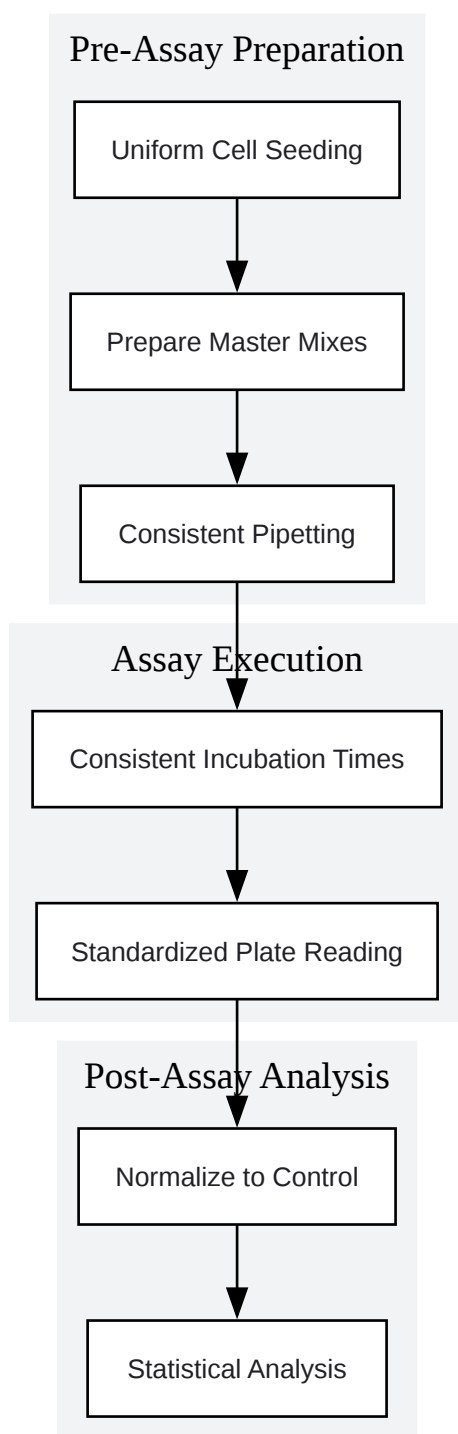 Pre-Assay Preparation
Uniform Cell Seeding
Prepare Master Mixes
Consistent Pipetting
Assay Execution
Consistent Incubation Times
Standardized Plate Reading
Post-Assay Analysis
Normalize to Control
Statistical Analysis